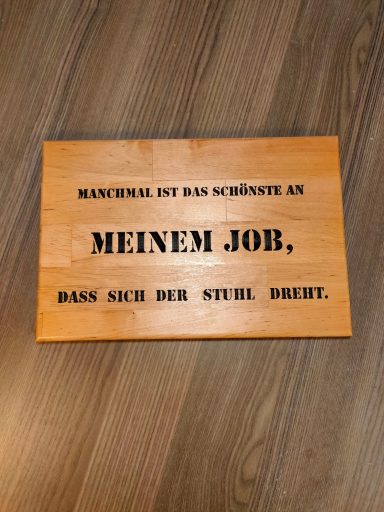 MANCHMAL IST DAS SCHÖNSTE AN
MEINEM JOB,
DASS SICH DER STUHL DREHT.